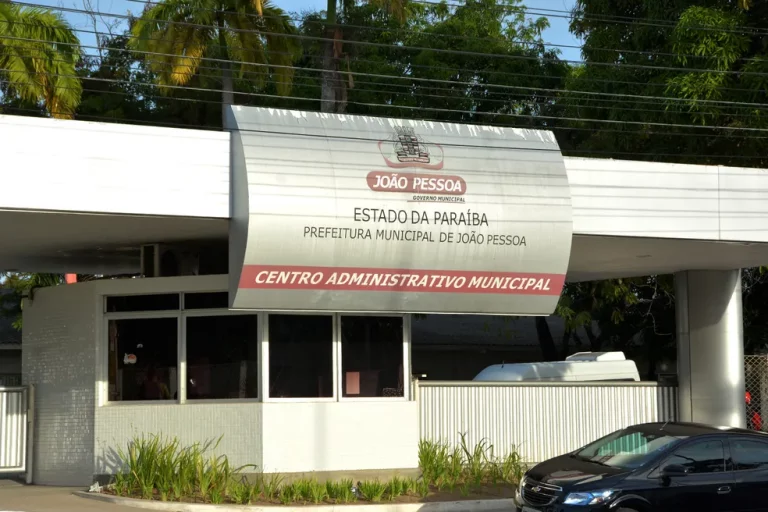 JOÃO PESSOA
GOVERNO MUNICIPAL
ESTADO DA PARAÍBA
PREFEITURA MUNICIPAL DE JOÃO PESSOA
CENTRO ADMINISTRATIVO MUNICIPAL